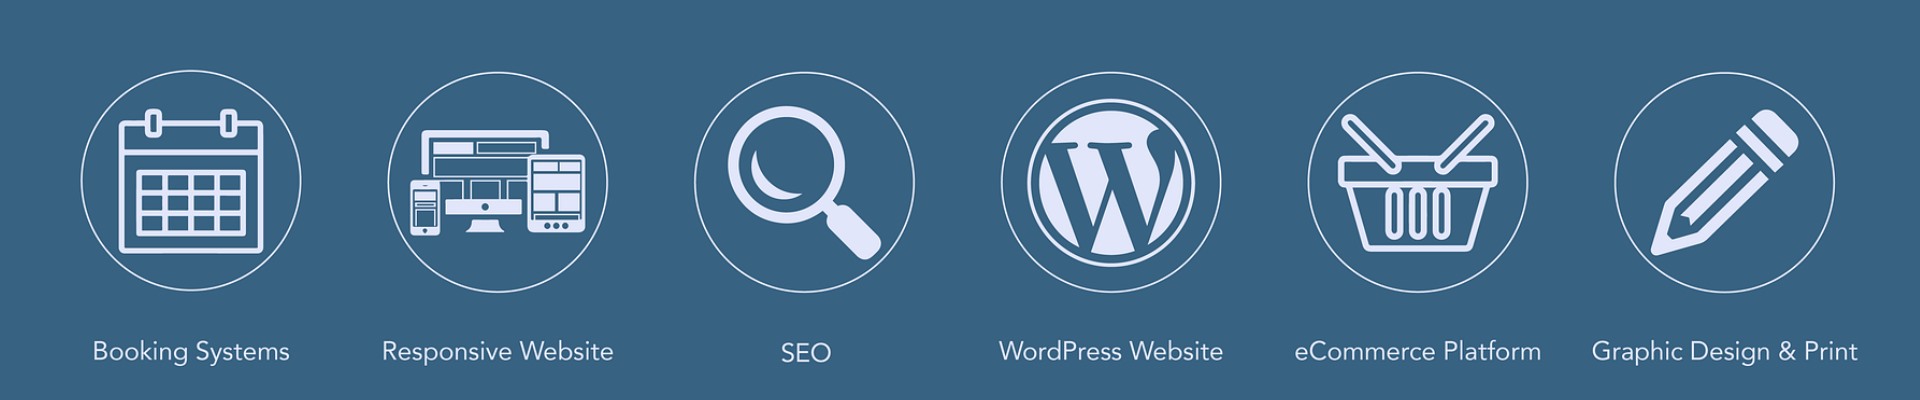 Booking Systems
Responsive Website
SEO
WordPress Website
eCommerce Platform
Graphic Design & Print